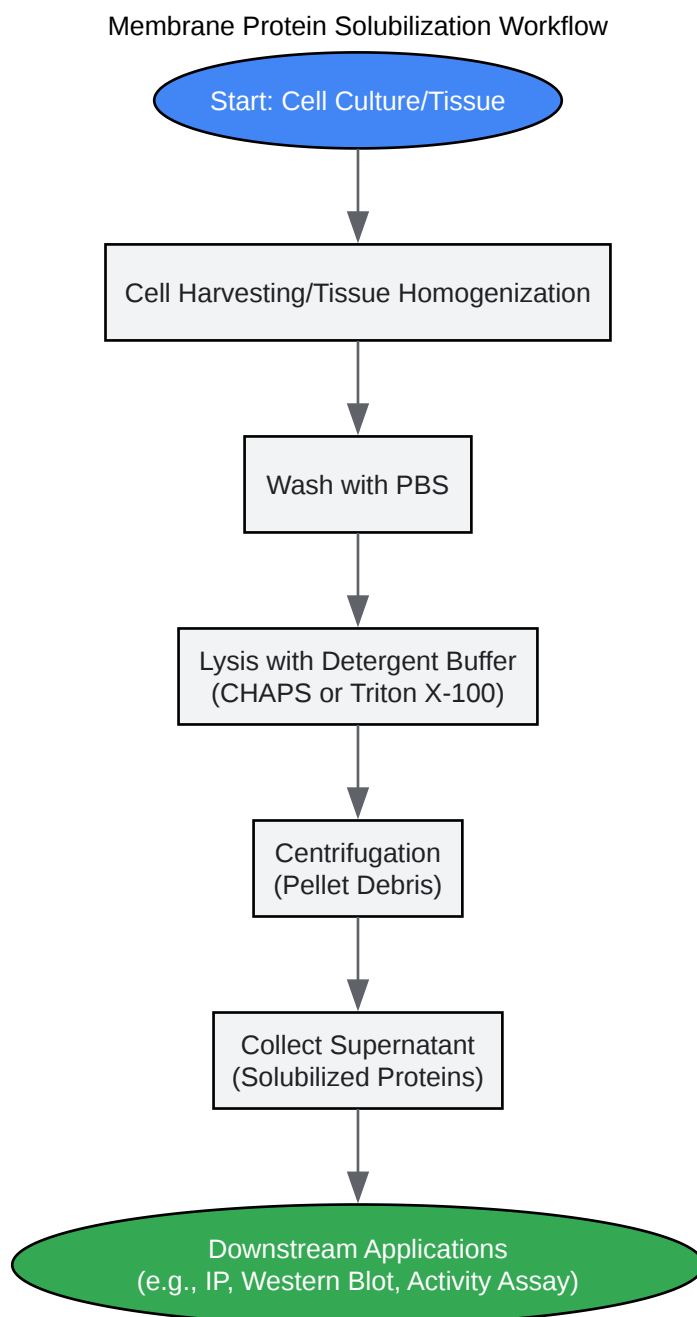 Membrane Protein Solubilization Workflow
Start: Cell Culture/Tissue
Cell Harvesting/Tissue Homogenization
Wash with PBS
Lysis with Detergent Buffer
(CHAPS or Triton X-100)
Centrifugation
(Pellet Debris)
Collect Supernatant
(Solubilized Proteins)
Downstream Applications
(e.g., IP, Western Blot, Activity Assay)